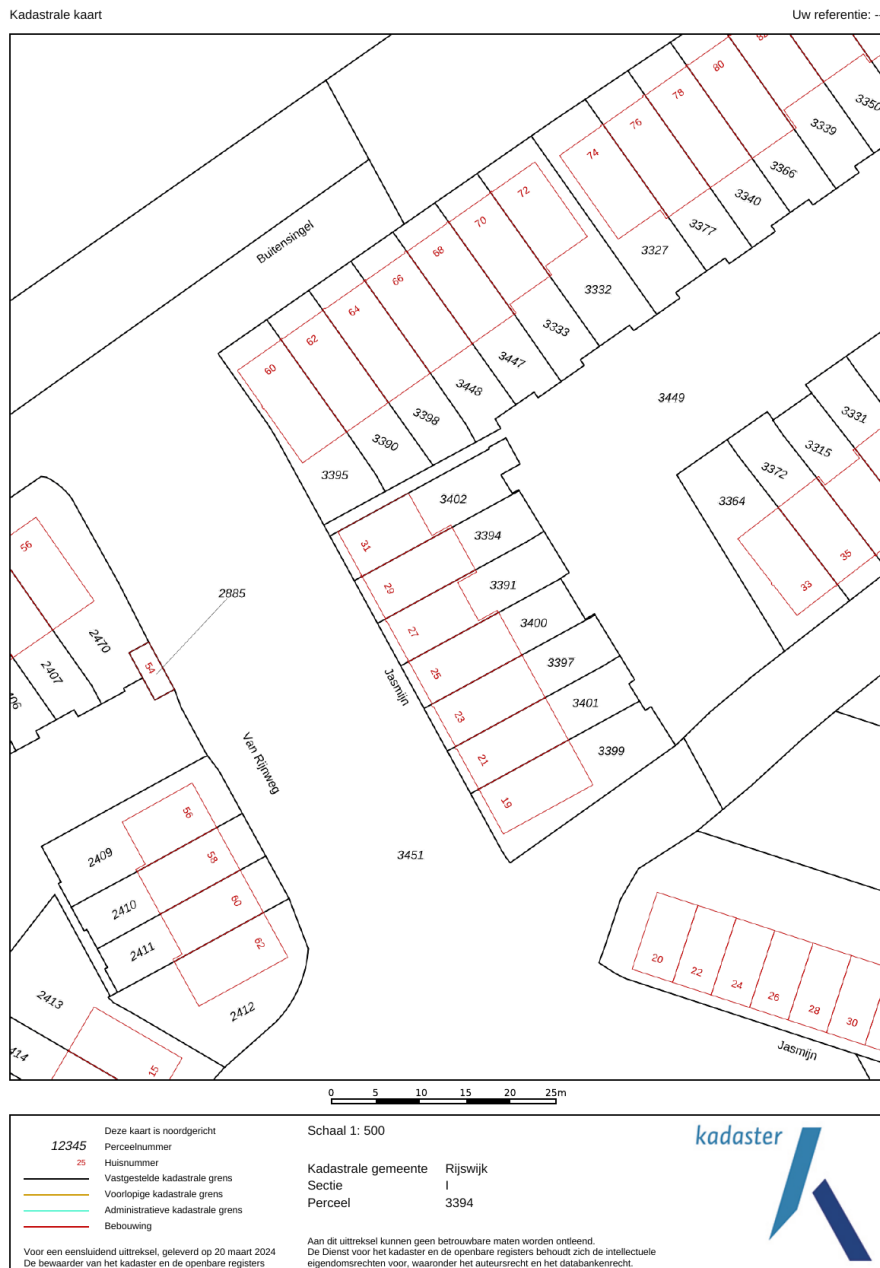 Kadastrale kaart
Uw referentie: --
82
80
78
76
74
72
70
68
66
64
62
60
3350
3339
3366
3340
3377
3327
3332
3333
3447
3448
3398
3390
3395
Buitensingel
3449
3331
3315
3372
3364
35
33
3402
3394
3391
3400
3397
3401
3399
31
29
27
25
23
21
19
Jasmijn
56
2885
2470
54
2407
Van Rijnweg
3451
56
58
60
62
2409
2410
2411
2412
2413
15
20
22
24
26
28
30
Jasmijn
0 5 10 15 20 25m
Deze kaart is noordgericht
12345 Perceelnummer
25 Huisnummer
Vastgestelde kadastrale grens
Voorlopige kadastrale grens
Administratieve kadastrale grens
Bebouwing
Voor een eensluidend uittreksel, geleverd op 20 maart 2024
De bewaarder van het kadaster en de openbare registers
Schaal 1: 500
Kadastrale gemeente Rijswijk
Sectie I
Perceel 3394
Aan dit uittreksel kunnen geen betrouwbare maten worden ontleend.
De Dienst voor het kadaster en de openbare registers behoudt zich de intellectuele
eigendomsrechten voor, waaronder het auteursrecht en het databankenrecht.
kadaster